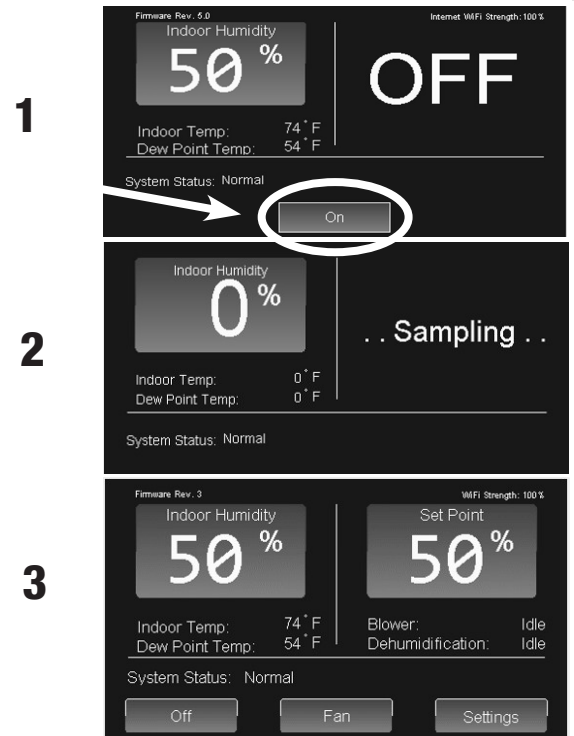 1
Firmware Rev. 5.0 Internet WiFi Strength: 100 %
Indoor Humidity
50 %
OFF
Indoor Temp: 74° F
Dew Point Temp: 54° F
System Status: Normal
On
2
Indoor Humidity
0 %
. . Sampling . .
Indoor Temp: 0° F
Dew Point Temp: 0° F
System Status: Normal
3
Firmware Rev. 3 WiFi Strength: 100 %
Indoor Humidity Set Point
50 % 50 %
Indoor Temp: 74° F Blower: Idle
Dew Point Temp: 54° F Dehumidification: Idle
System Status: Normal
Off Fan Settings